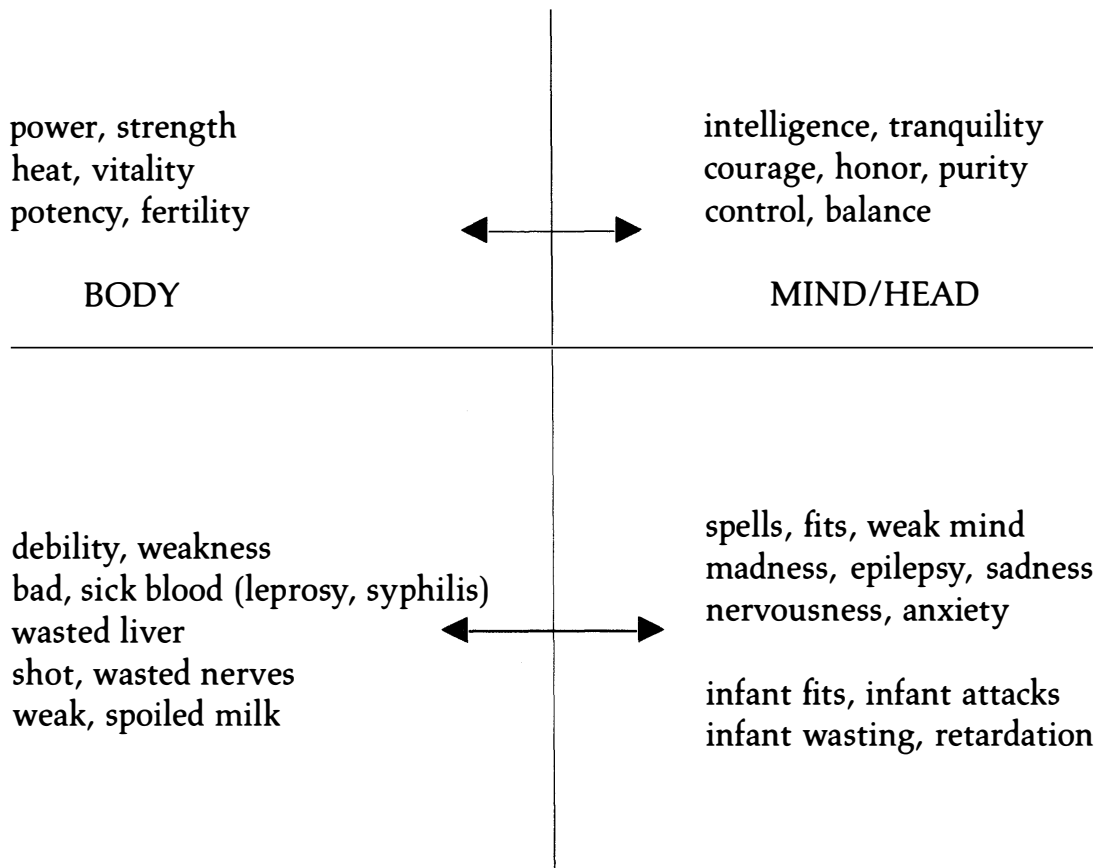 power, strength
heat, vitality
potency, fertility
BODY
intelligence, tranquility
courage, honor, purity
control, balance
MIND/HEAD
debility, weakness
bad, sick blood (leprosy, syphilis)
wasted liver
shot, wasted nerves
weak, spoiled milk
spells, fits, weak mind
madness, epilepsy, sadness
nervousness, anxiety
infant fits, infant attacks
infant wasting, retardation